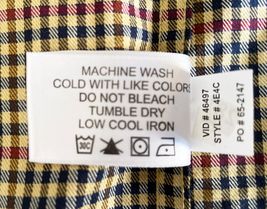 MACHINE WASH
COLD WITH LIKE COLORS
DO NOT BLEACH
TUMBLE DRY
LOW COOL IRON
VID # 46497
STYLE # 4E4C
PO # 65-2147